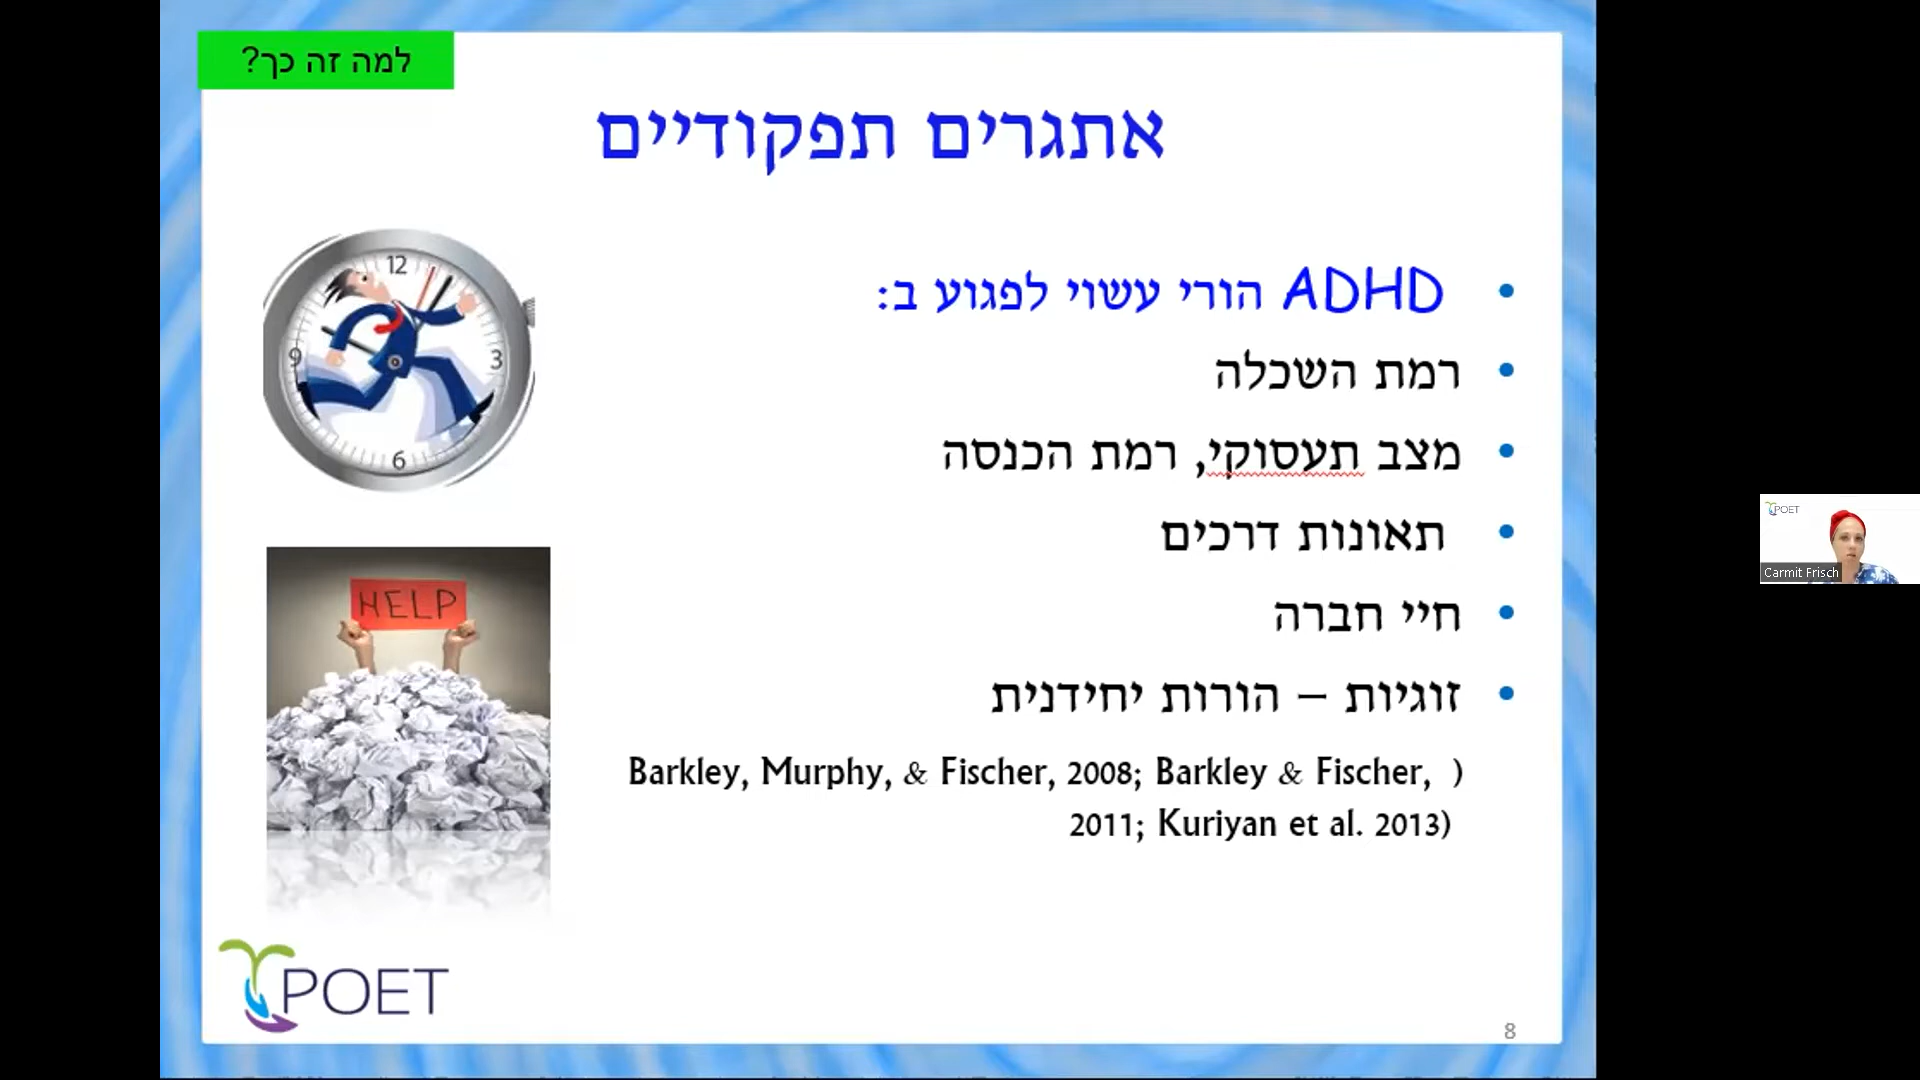 למה זה כך?
אתגרים תפקודיים
ADHD הורי עשוי לפגוע ב:
רמת השכלה
מצב תעסוקי, רמת הכנסה
תאונות דרכים
חיי חברה
זוגיות – הורות יחידנית
Barkley, Murphy, & Fischer, 2008; Barkley & Fischer, )
2011; Kuriyan et al. 2013)
12
3
6
9
HELP
POET
8
POET
Carmit Frisch